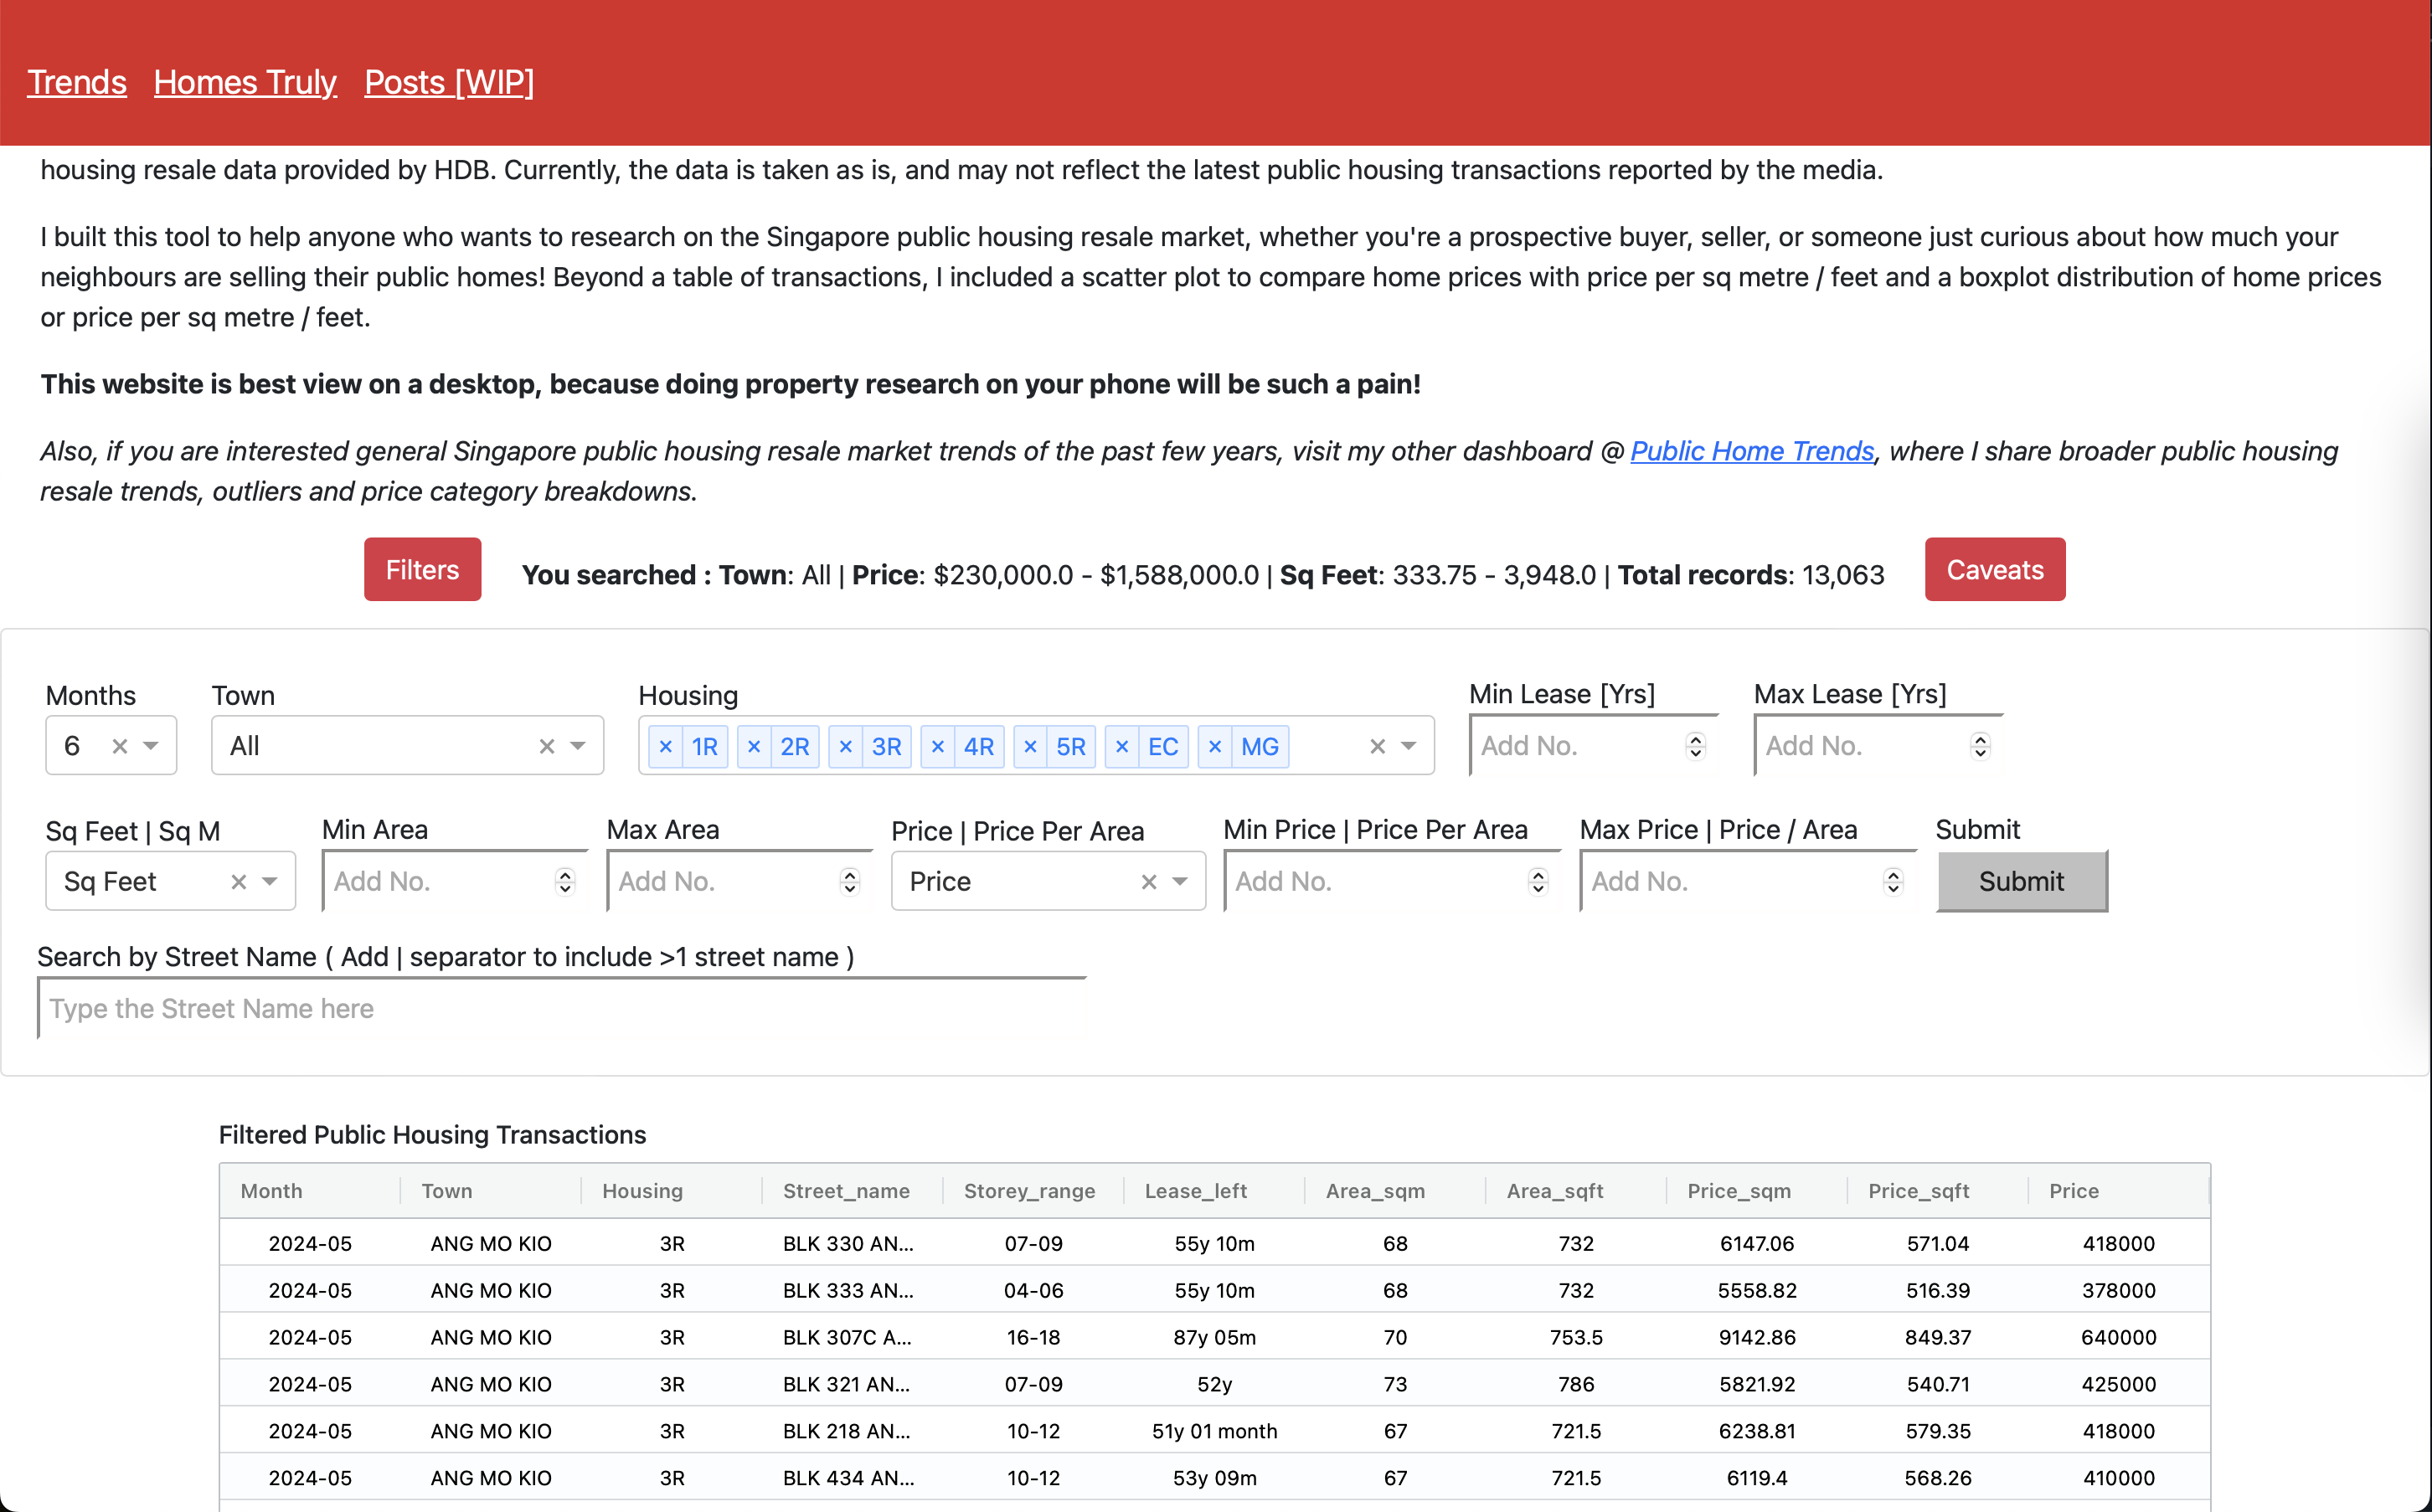 Trends Homes Truly Posts [WIP]
housing resale data provided by HDB. Currently, the data is taken as is, and may not reflect the latest public housing transactions reported by the media.
I built this tool to help anyone who wants to research on the Singapore public housing resale market, whether you're a prospective buyer, seller, or someone just curious about how much your
neighbours are selling their public homes! Beyond a table of transactions, I included a scatter plot to compare home prices with price per sq metre / feet and a boxplot distribution of home prices
or price per sq metre / feet.
This website is best view on a desktop, because doing property research on your phone will be such a pain!
Also, if you are interested general Singapore public housing resale market trends of the past few years, visit my other dashboard @ Public Home Trends, where I share broader public housing
resale trends, outliers and price category breakdowns.
Filters You searched : Town: All | Price: $230,000.0 - $1,588,000.0 | Sq Feet: 333.75 - 3,948.0 | Total records: 13,063 Caveats
Months Town Housing Min Lease [Yrs] Max Lease [Yrs]
6 × All × × 1R × 2R × 3R × 4R × 5R × EC × MG × Add No. Add No.
Sq Feet | Sq M Min Area Max Area Price | Price Per Area Min Price | Price Per Area Max Price | Price / Area Submit
Sq Feet × Add No. Add No. Price × Add No. Add No. Submit
Search by Street Name ( Add | separator to include >1 street name )
Type the Street Name here
Filtered Public Housing Transactions
Month Town Housing Street_name Storey_range Lease_left Area_sqm Area_sqft Price_sqm Price_sqft Price
2024-05 ANG MO KIO 3R BLK 330 AN... 07-09 55y 10m 68 732 6147.06 571.04 418000
2024-05 ANG MO KIO 3R BLK 333 AN... 04-06 55y 10m 68 732 5558.82 516.39 378000
2024-05 ANG MO KIO 3R BLK 307C A... 16-18 87y 05m 70 753.5 9142.86 849.37 640000
2024-05 ANG MO KIO 3R BLK 321 AN... 07-09 52y 73 786 5821.92 540.71 425000
2024-05 ANG MO KIO 3R BLK 218 AN... 10-12 51y 01 month 67 721.5 6238.81 579.35 418000
2024-05 ANG MO KIO 3R BLK 434 AN... 10-12 53y 09m 67 721.5 6119.4 568.26 410000